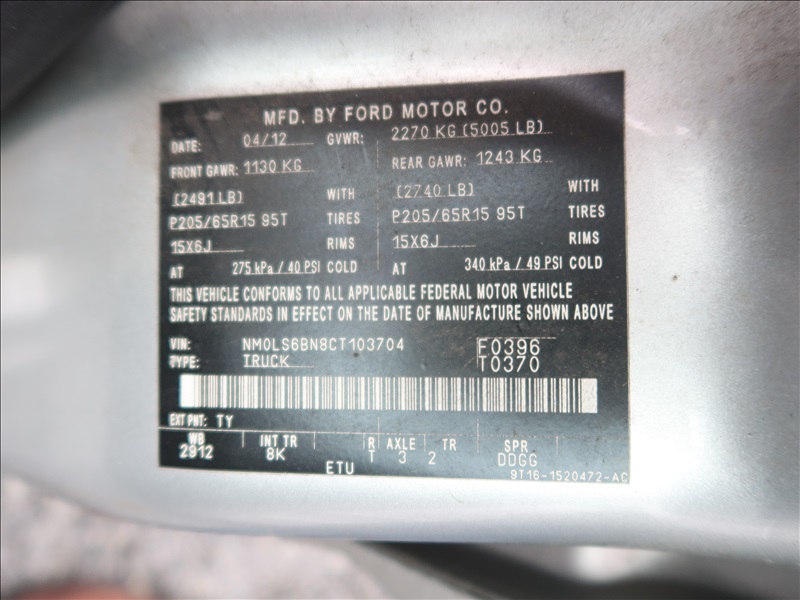 MFD. BY FORD MOTOR CO.
DATE: 04/12 GVWR: 2270 KG (5005 LB)
FRONT GAWR: 1130 KG REAR GAWR: 1243 KG
(2491 LB) WITH (2740 LB) WITH
P205/65R15 95T TIRES P205/65R15 95T TIRES
15X6J RIMS 15X6J RIMS
AT 275 kPa / 40 PSI COLD AT 340 kPa / 49 PSI COLD
THIS VEHICLE CONFORMS TO ALL APPLICABLE FEDERAL MOTOR VEHICLE
SAFETY STANDARDS IN EFFECT ON THE DATE OF MANUFACTURE SHOWN ABOVE
VIN: NM0LS6BN8CT103704 F0396
TYPE: TRUCK T0370
EXT PNT: TY
WB INT TR R AXLE TR SPR
2912 8K T 3 2 DDGG
ETU
9T16-1520472-AC